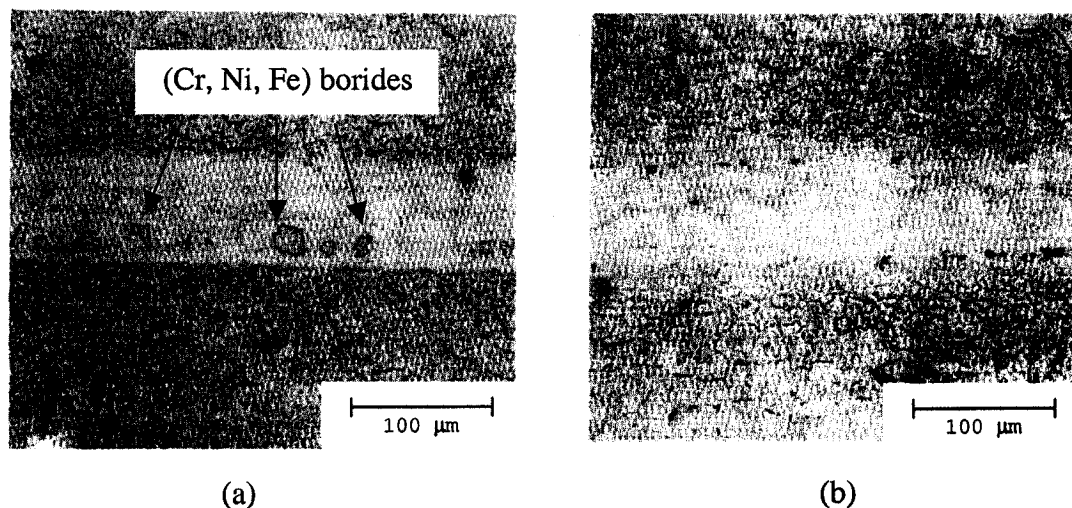 (Cr, Ni, Fe) borides
100 μm
100 μm
(a)
(b)